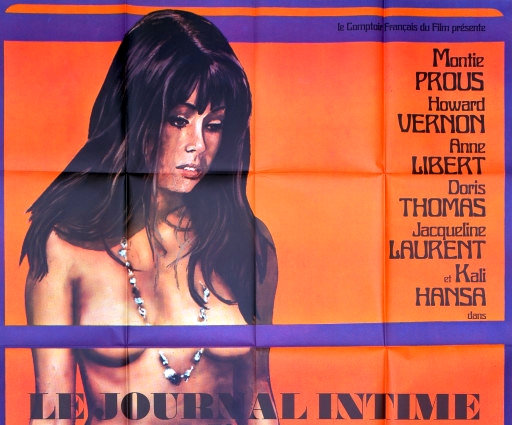 le Comptoir Français du Film présente
Montie
PROUS
Howard
VERNON
Anne
LIBERT
Doris
THOMAS
Jacqueline
LAURENT
et Kali
HANSA
dans
LE JOURNAL INTIME